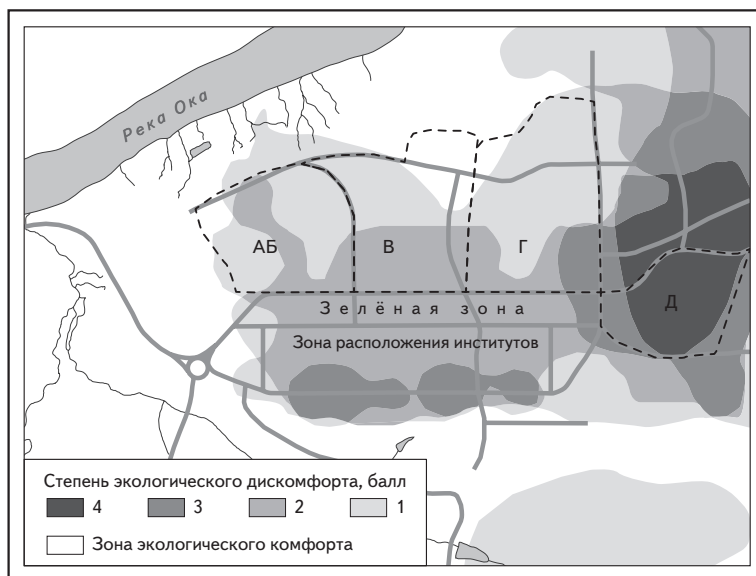 Река Ока
АБ
В
Г
Д
Зелёная зона
Зона расположения институтов
Степень экологического дискомфорта, балл
4 3 2 1
Зона экологического комфорта